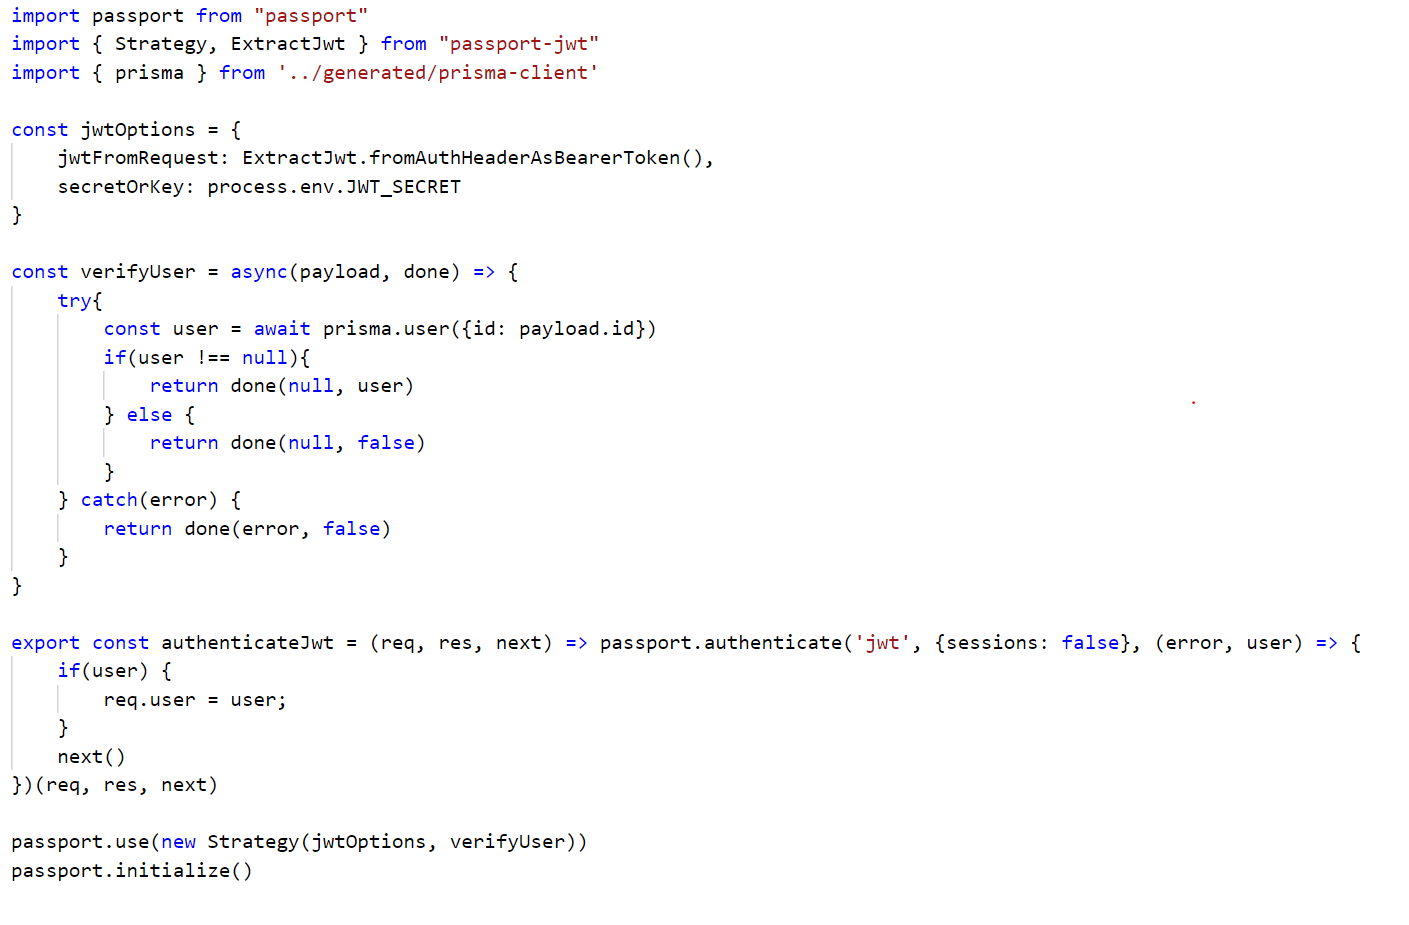 import passport from "passport"
import { Strategy, ExtractJwt } from "passport-jwt"
import { prisma } from '../generated/prisma-client'

const jwtOptions = {
    jwtFromRequest: ExtractJwt.fromAuthHeaderAsBearerToken(),
    secretOrKey: process.env.JWT_SECRET
}

const verifyUser = async(payload, done) => {
    try{
        const user = await prisma.user({id: payload.id})
        if(user !== null){
            return done(null, user)
        } else {
            return done(null, false)
        }
    } catch(error) {
        return done(error, false)
    }
}

export const authenticateJwt = (req, res, next) => passport.authenticate('jwt', {sessions: false}, (error, user) => {
    if(user) {
        req.user = user;
    }
    next()
})(req, res, next)

passport.use(new Strategy(jwtOptions, verifyUser))
passport.initialize()